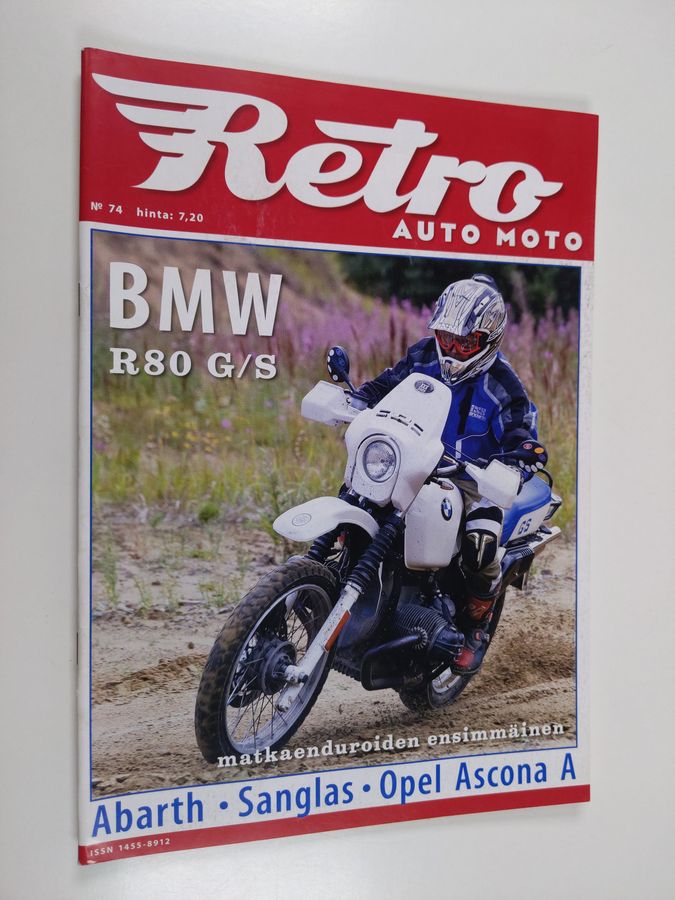 Retro
AUTO MOTO
№ 74 hinta: 7,20
BMW
R80 G/S
GS
matkaenduroiden ensimmäinen
Abarth • Sanglas • Opel Ascona A
ISSN 1455-8912